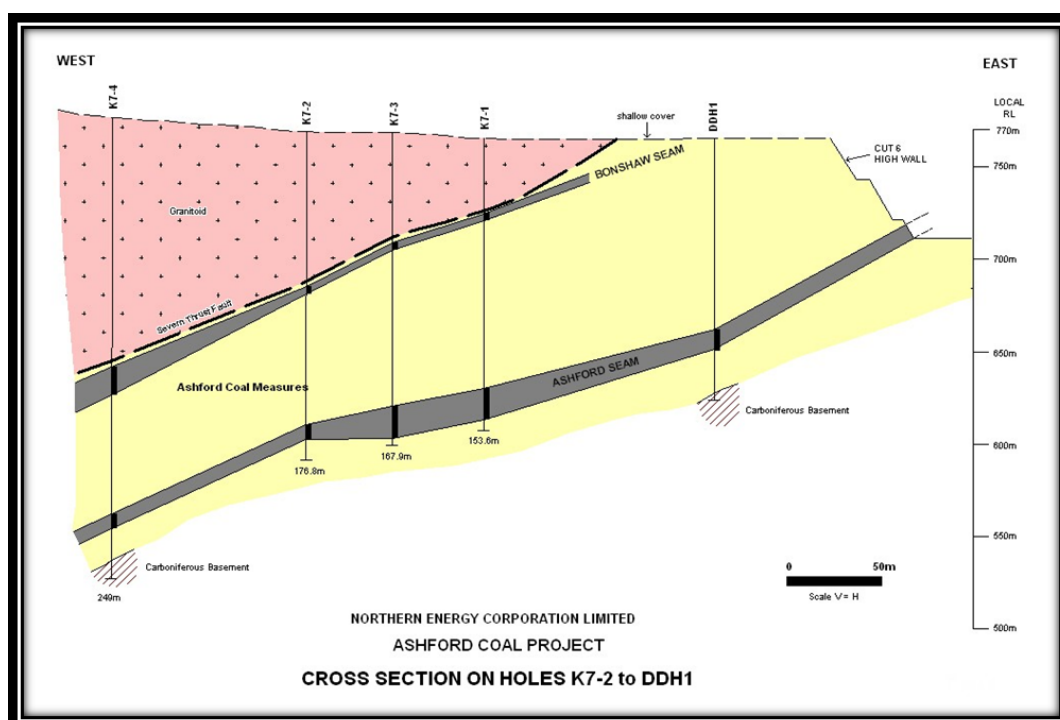 WEST
EAST
K7-4
K7-2
K7-3
K7-1
DDH1
LOCAL
RL
shallow cover
770m
CUT 6
HIGH WALL
BONSHAW SEAM
750m
Granitoid
700m
Severn Thrust Fault
650m
Ashford Coal Measures
ASHFORD SEAM
Carboniferous Basement
153.6m
167.9m
176.8m
600m
550m
Carboniferous Basement
0 50m
Scale V= H
249m
500m
NORTHERN ENERGY CORPORATION LIMITED
ASHFORD COAL PROJECT
CROSS SECTION ON HOLES K7-2 to DDH1